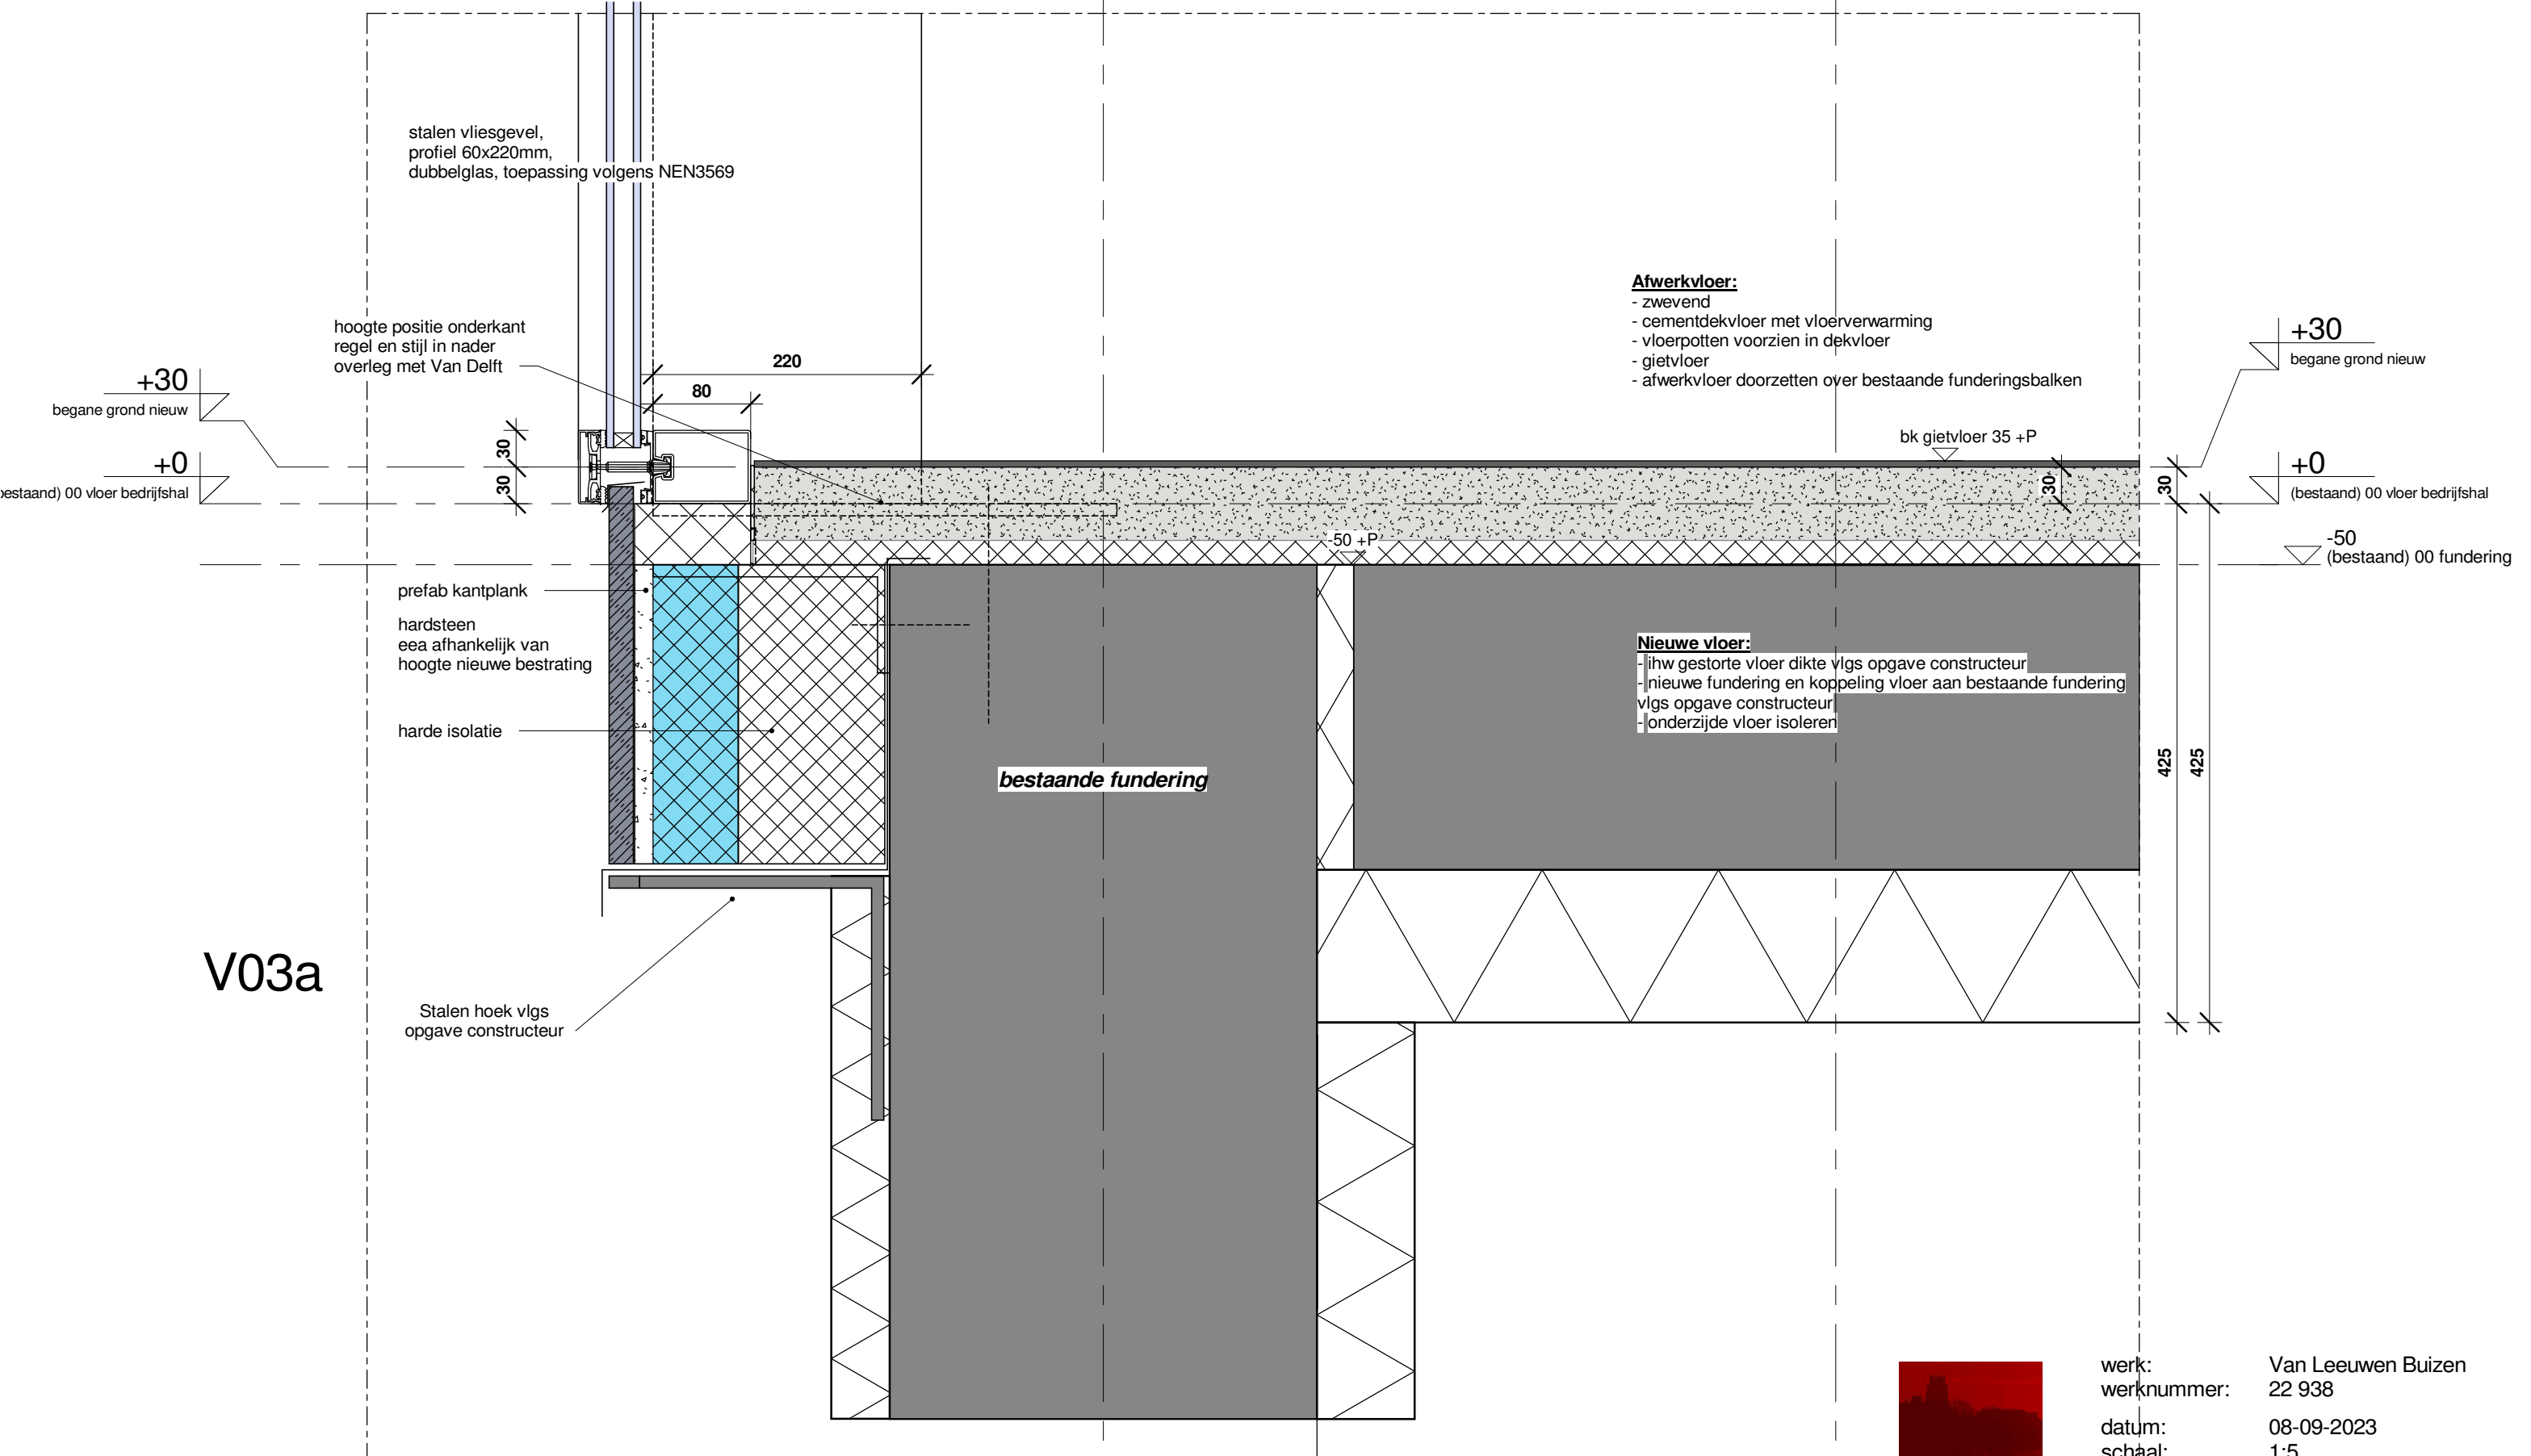 stalen vliesgevel,
profiel 60x220mm,
dubbelglas, toepassing volgens NEN3569
hoogte positie onderkant
regel en stijl in nader
overleg met Van Delft
220
80
+30
begane grond nieuw
+0
estaand) 00 vloer bedrijfshal
30
30
Afwerkvloer:
- zwevend
- cementdekvloer met vloerverwarming
- vloerpotten voorzien in dekvloer
- gietvloer
- afwerkvloer doorzetten over bestaande funderingsbalken
bk gietvloer 35 +P
+30
begane grond nieuw
+0
(bestaand) 00 vloer bedrijfshal
30
30
-50 +P
-50
(bestaand) 00 fundering
prefab kantplank
hardsteen
eea afhankelijk van
hoogte nieuwe bestrating
harde isolatie
bestaande fundering
Nieuwe vloer:
- ihw gestorte vloer dikte vlgs opgave constructeur
- nieuwe fundering en koppeling vloer aan bestaande fundering
vlgs opgave constructeur
- onderzijde vloer isoleren
425
425
V03a
Stalen hoek vlgs
opgave constructeur
werk: Van Leeuwen Buizen
werknummer: 22 938
datum: 08-09-2023
schaal: 1:5